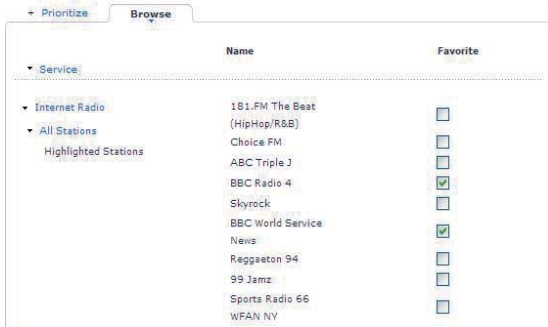 + Prioritize Browse
Name Favorite
Service
Internet Radio
All Stations
Highlighted Stations
181.FM The Beat
(HipHop/R&B)
Choice FM
ABC Triple J
BBC Radio 4
Skyrock
BBC World Service
News
Reggaeton 94
99 Jamz
Sports Radio 66
WFAN NY